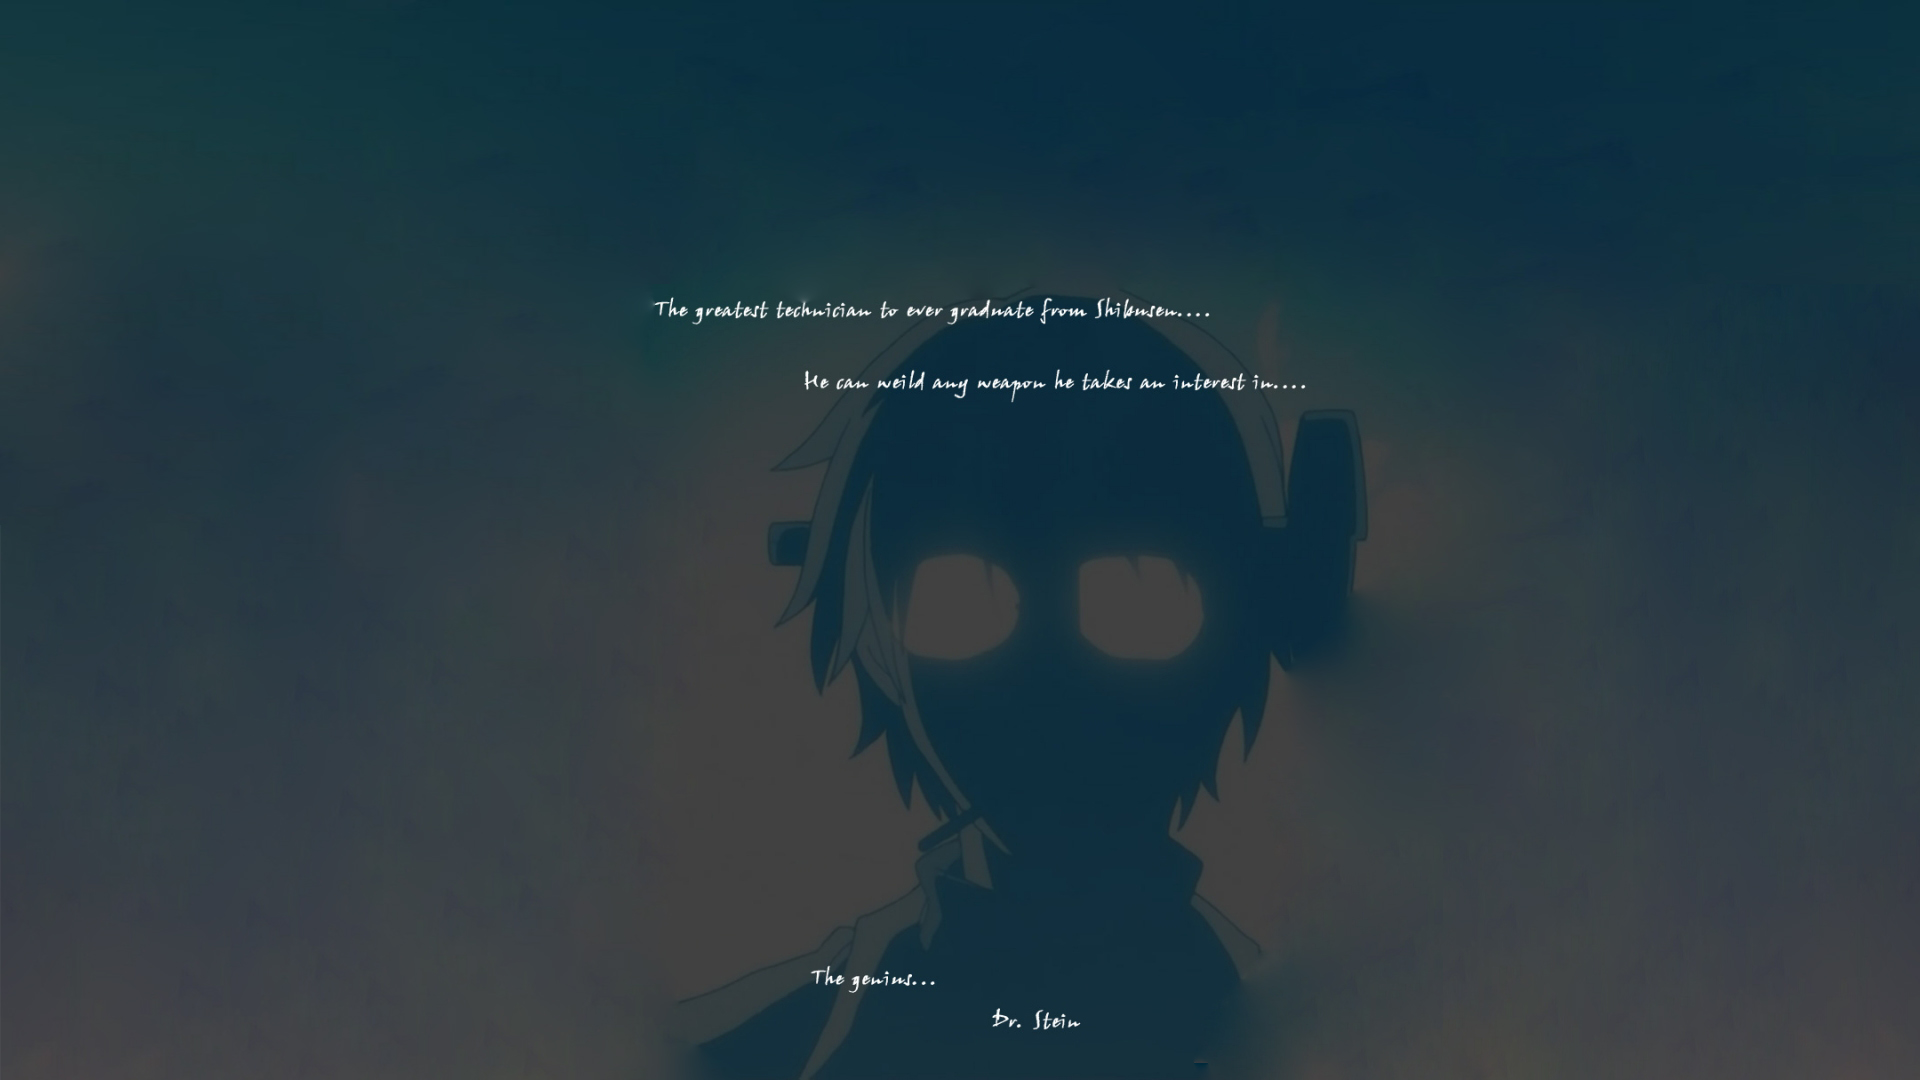 The greatest technician to ever graduate from Shibusen....
He can weild any weapon he takes an interest in....
The genius...
Dr. Stein